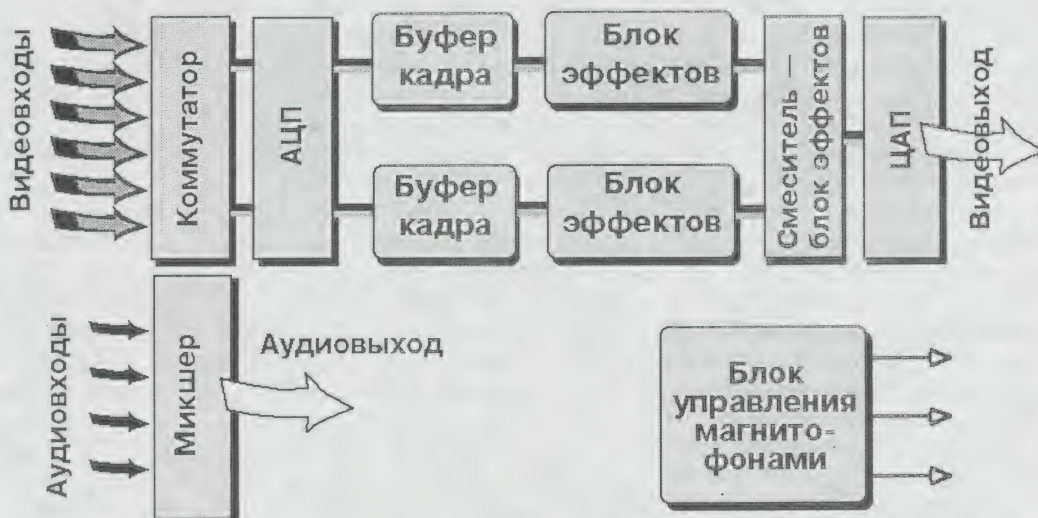 Видеовходы
Коммутатор
АЦП
Буфер
кадра
Блок
эффектов
Буфер
кадра
Блок
эффектов
Смеситель —
блок эффектов
ЦАП
Видеовыход
Аудиовходы
Микшер
Аудиовыход
Блок
управления
магнито-
фонами